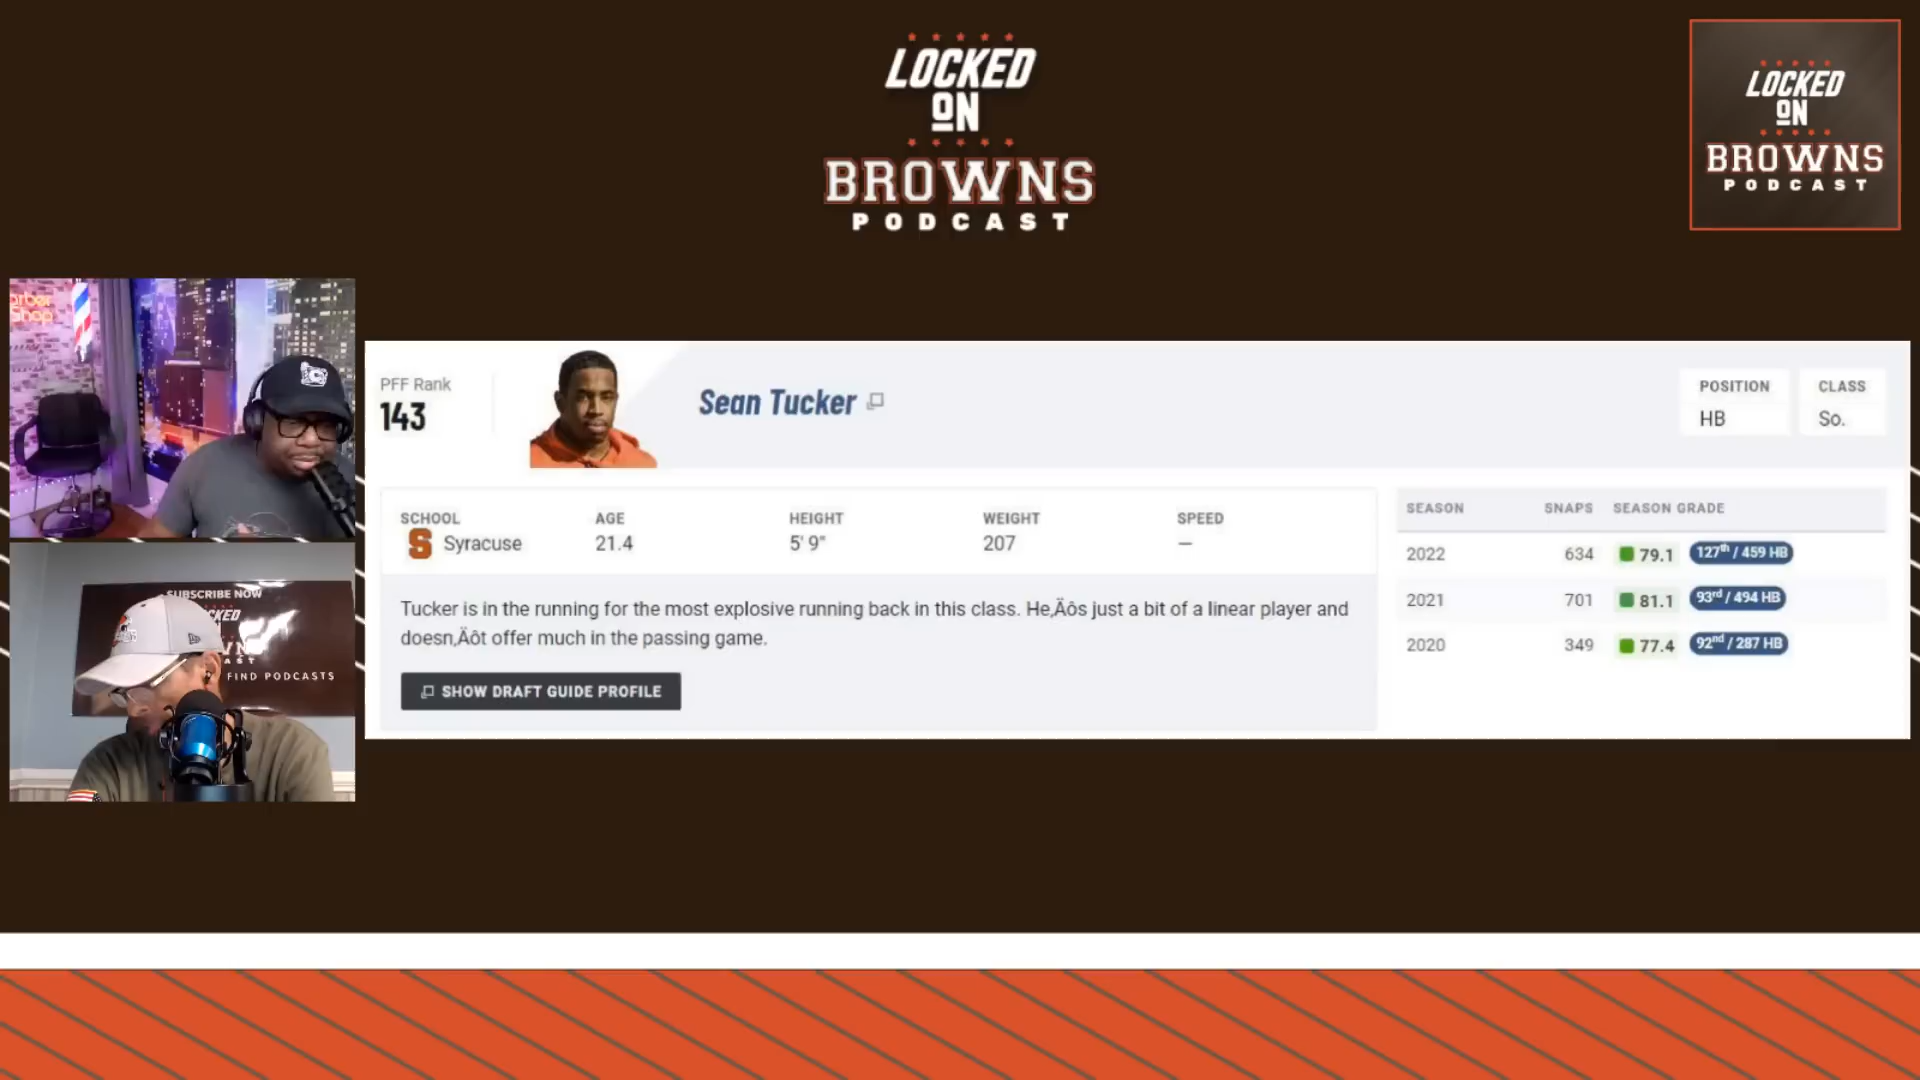 LOCKED
ON
BROWNS
PODCAST
LOCKED
ON
BROWNS
PODCAST
Shop
SUBSCRIBE NOW
FIND PODCASTS
PFF Rank
143
Sean Tucker
POSITION
HB
CLASS
So.
SCHOOL
S Syracuse
AGE
21.4
HEIGHT
5' 9"
WEIGHT
207
SPEED
—
Tucker is in the running for the most explosive running back in this class. He‚Äôs just a bit of a linear player and
doesn‚Äôt offer much in the passing game.
SHOW DRAFT GUIDE PROFILE
SEASON SNAPS SEASON GRADE
2022 634 79.1 127th / 459 HB
2021 701 81.1 93rd / 494 HB
2020 349 77.4 92nd / 287 HB